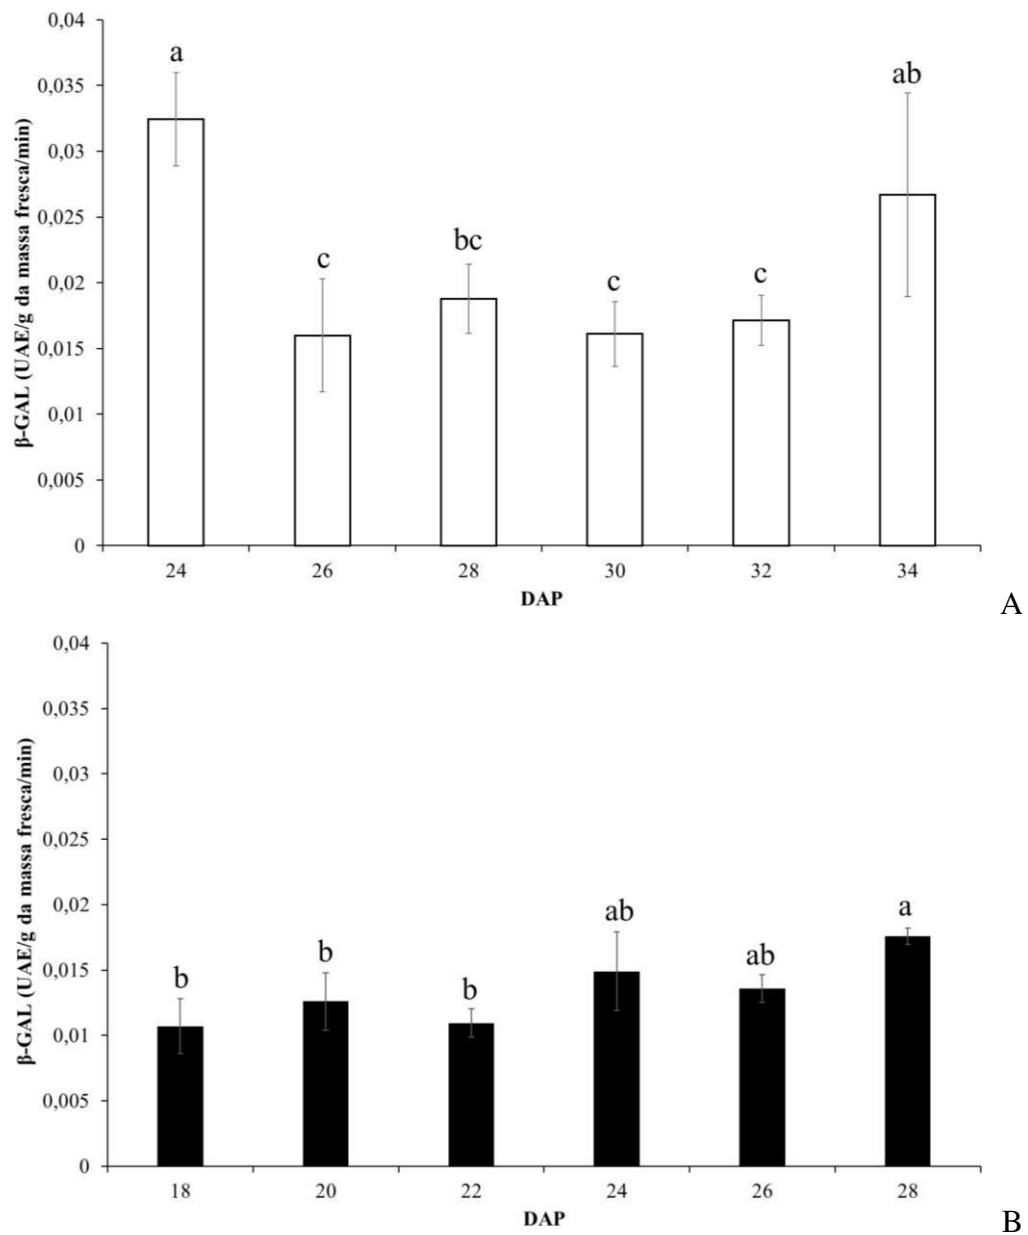 0,04
0,035
0,03
0,025
0,02
0,015
0,01
0,005
0
β-GAL (UAE/g da massa fresca/min)
a
c
bc
c
c
ab
24 26 28 30 32 34
DAP
A
0,04
0,035
0,03
0,025
0,02
0,015
0,01
0,005
0
β-GAL (UAE/g da massa fresca/min)
b
b
b
ab
ab
a
18 20 22 24 26 28
DAP
B